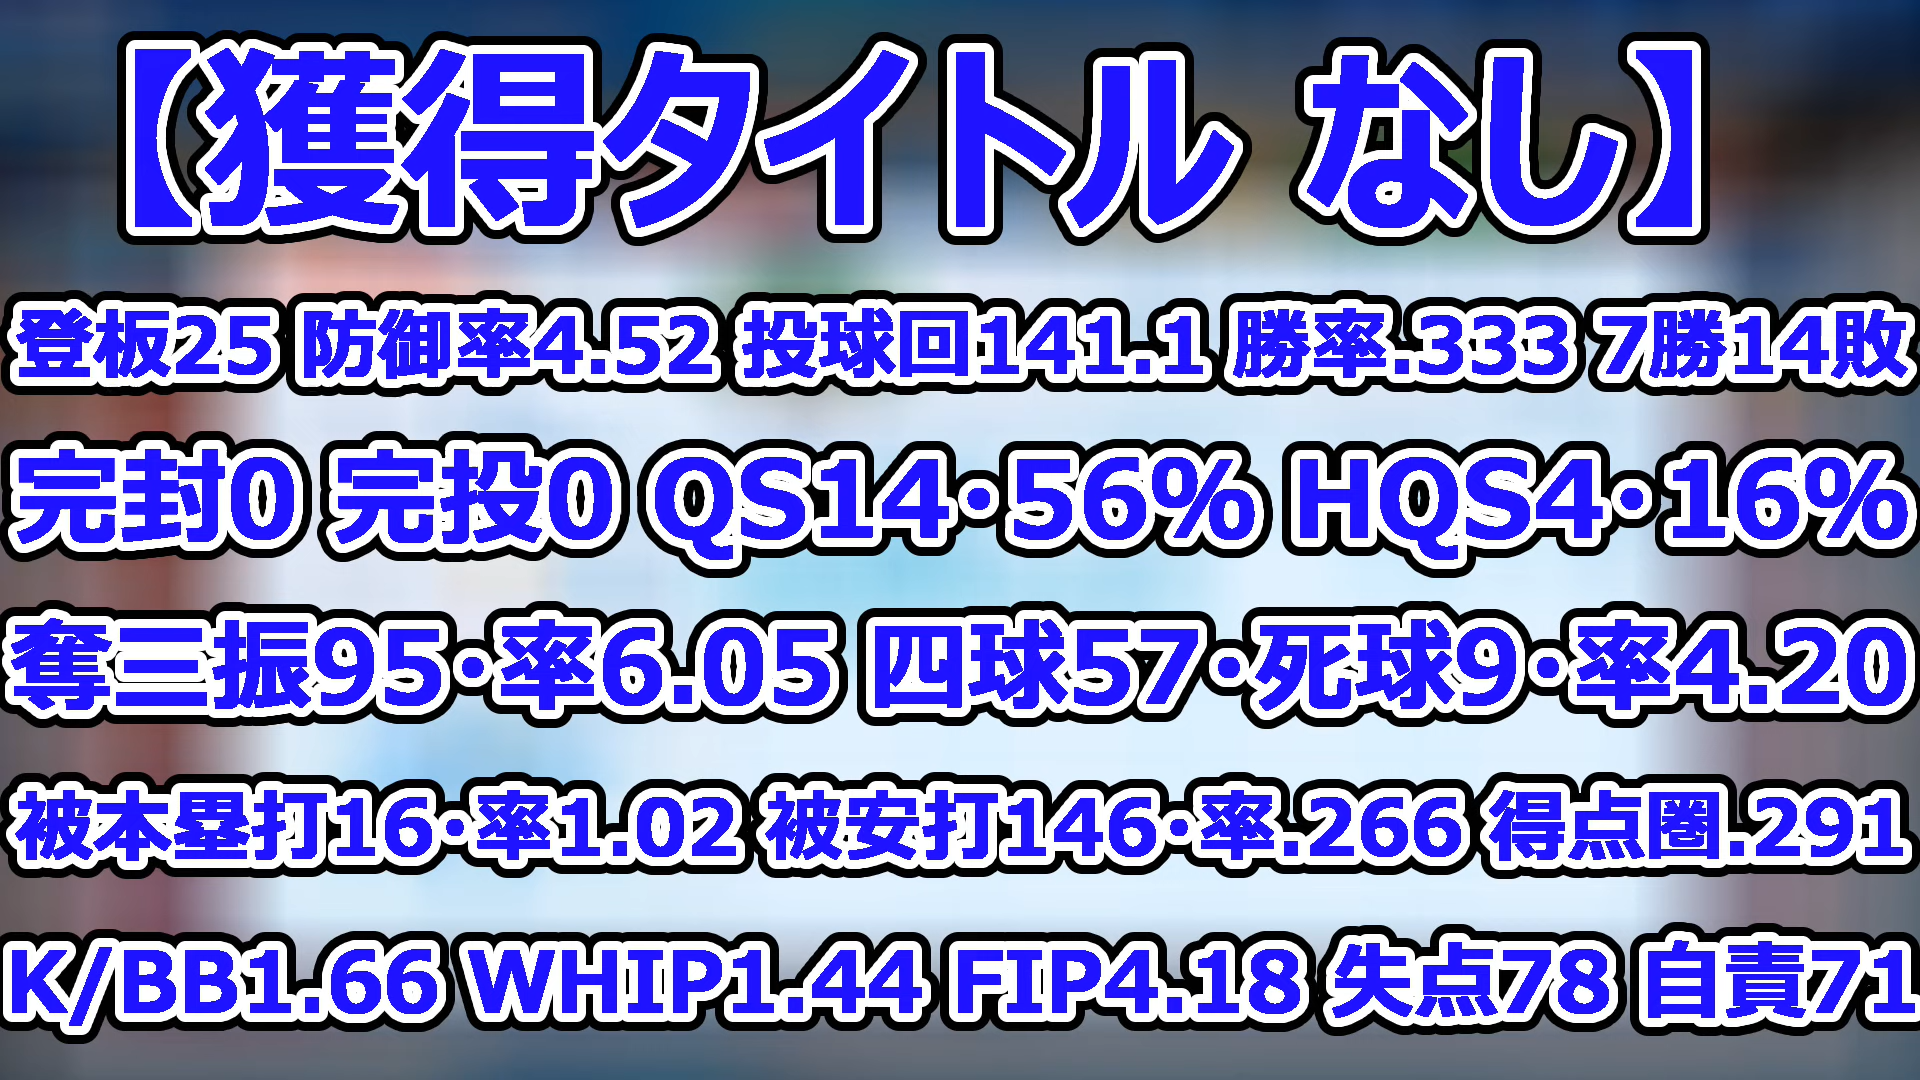 【獲得タイトル なし】
登板25 防御率4.52 投球回141.1 勝率.333 7勝14敗
完封0 完投0 QS14・56% HQS4・16%
奪三振95・率6.05 四球57・死球9・率4.20
被本塁打16・率1.02 被安打146・率.266 得点圏.291
K/BB1.66 WHIP1.44 FIP4.18 失点78 自責71